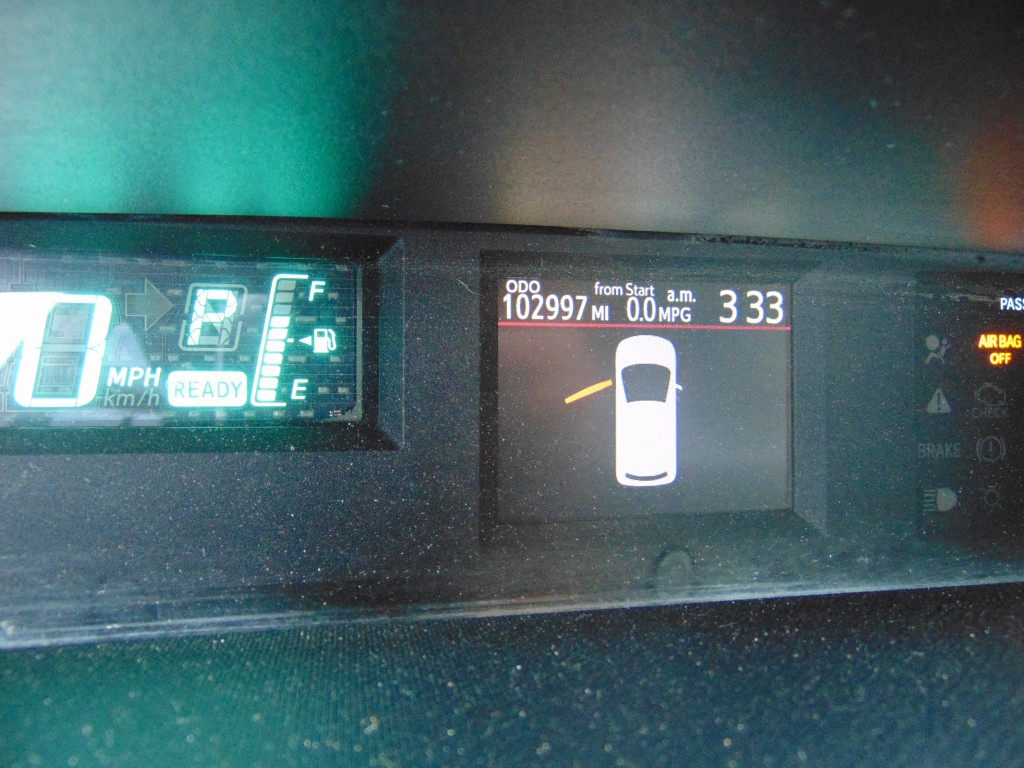 0
MPH
km/h
P
READY
F
E
ODO
102997 MI
from Start
0.0 MPG
a.m.
3 33
PASS
AIR BAG
OFF
CHECK
BRAKE